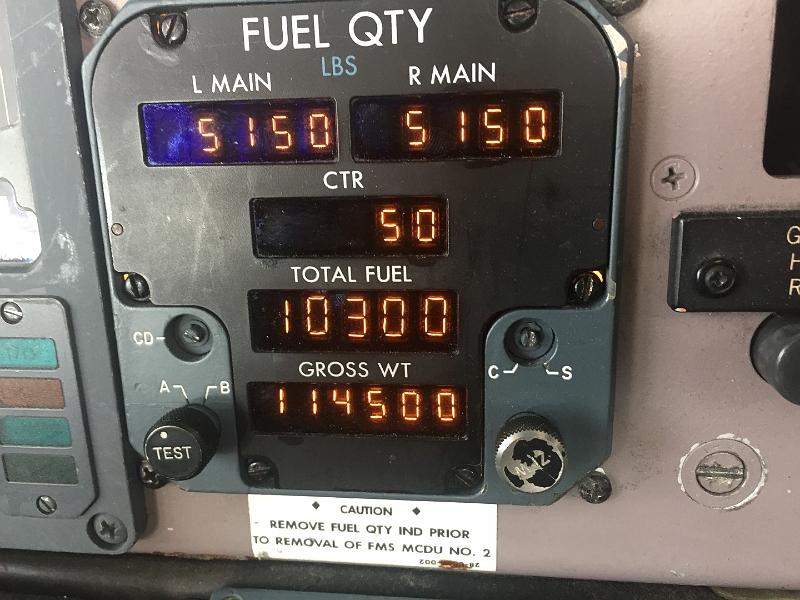 FUEL QTY
LBS
L MAIN R MAIN
5150 5150
CTR
50
TOTAL FUEL
10300
GROSS WT
114500
CD
A B
TEST
C S
G
H
R
◆ CAUTION ◆
REMOVE FUEL QTY IND PRIOR
TO REMOVAL OF FMS MCDU NO. 2